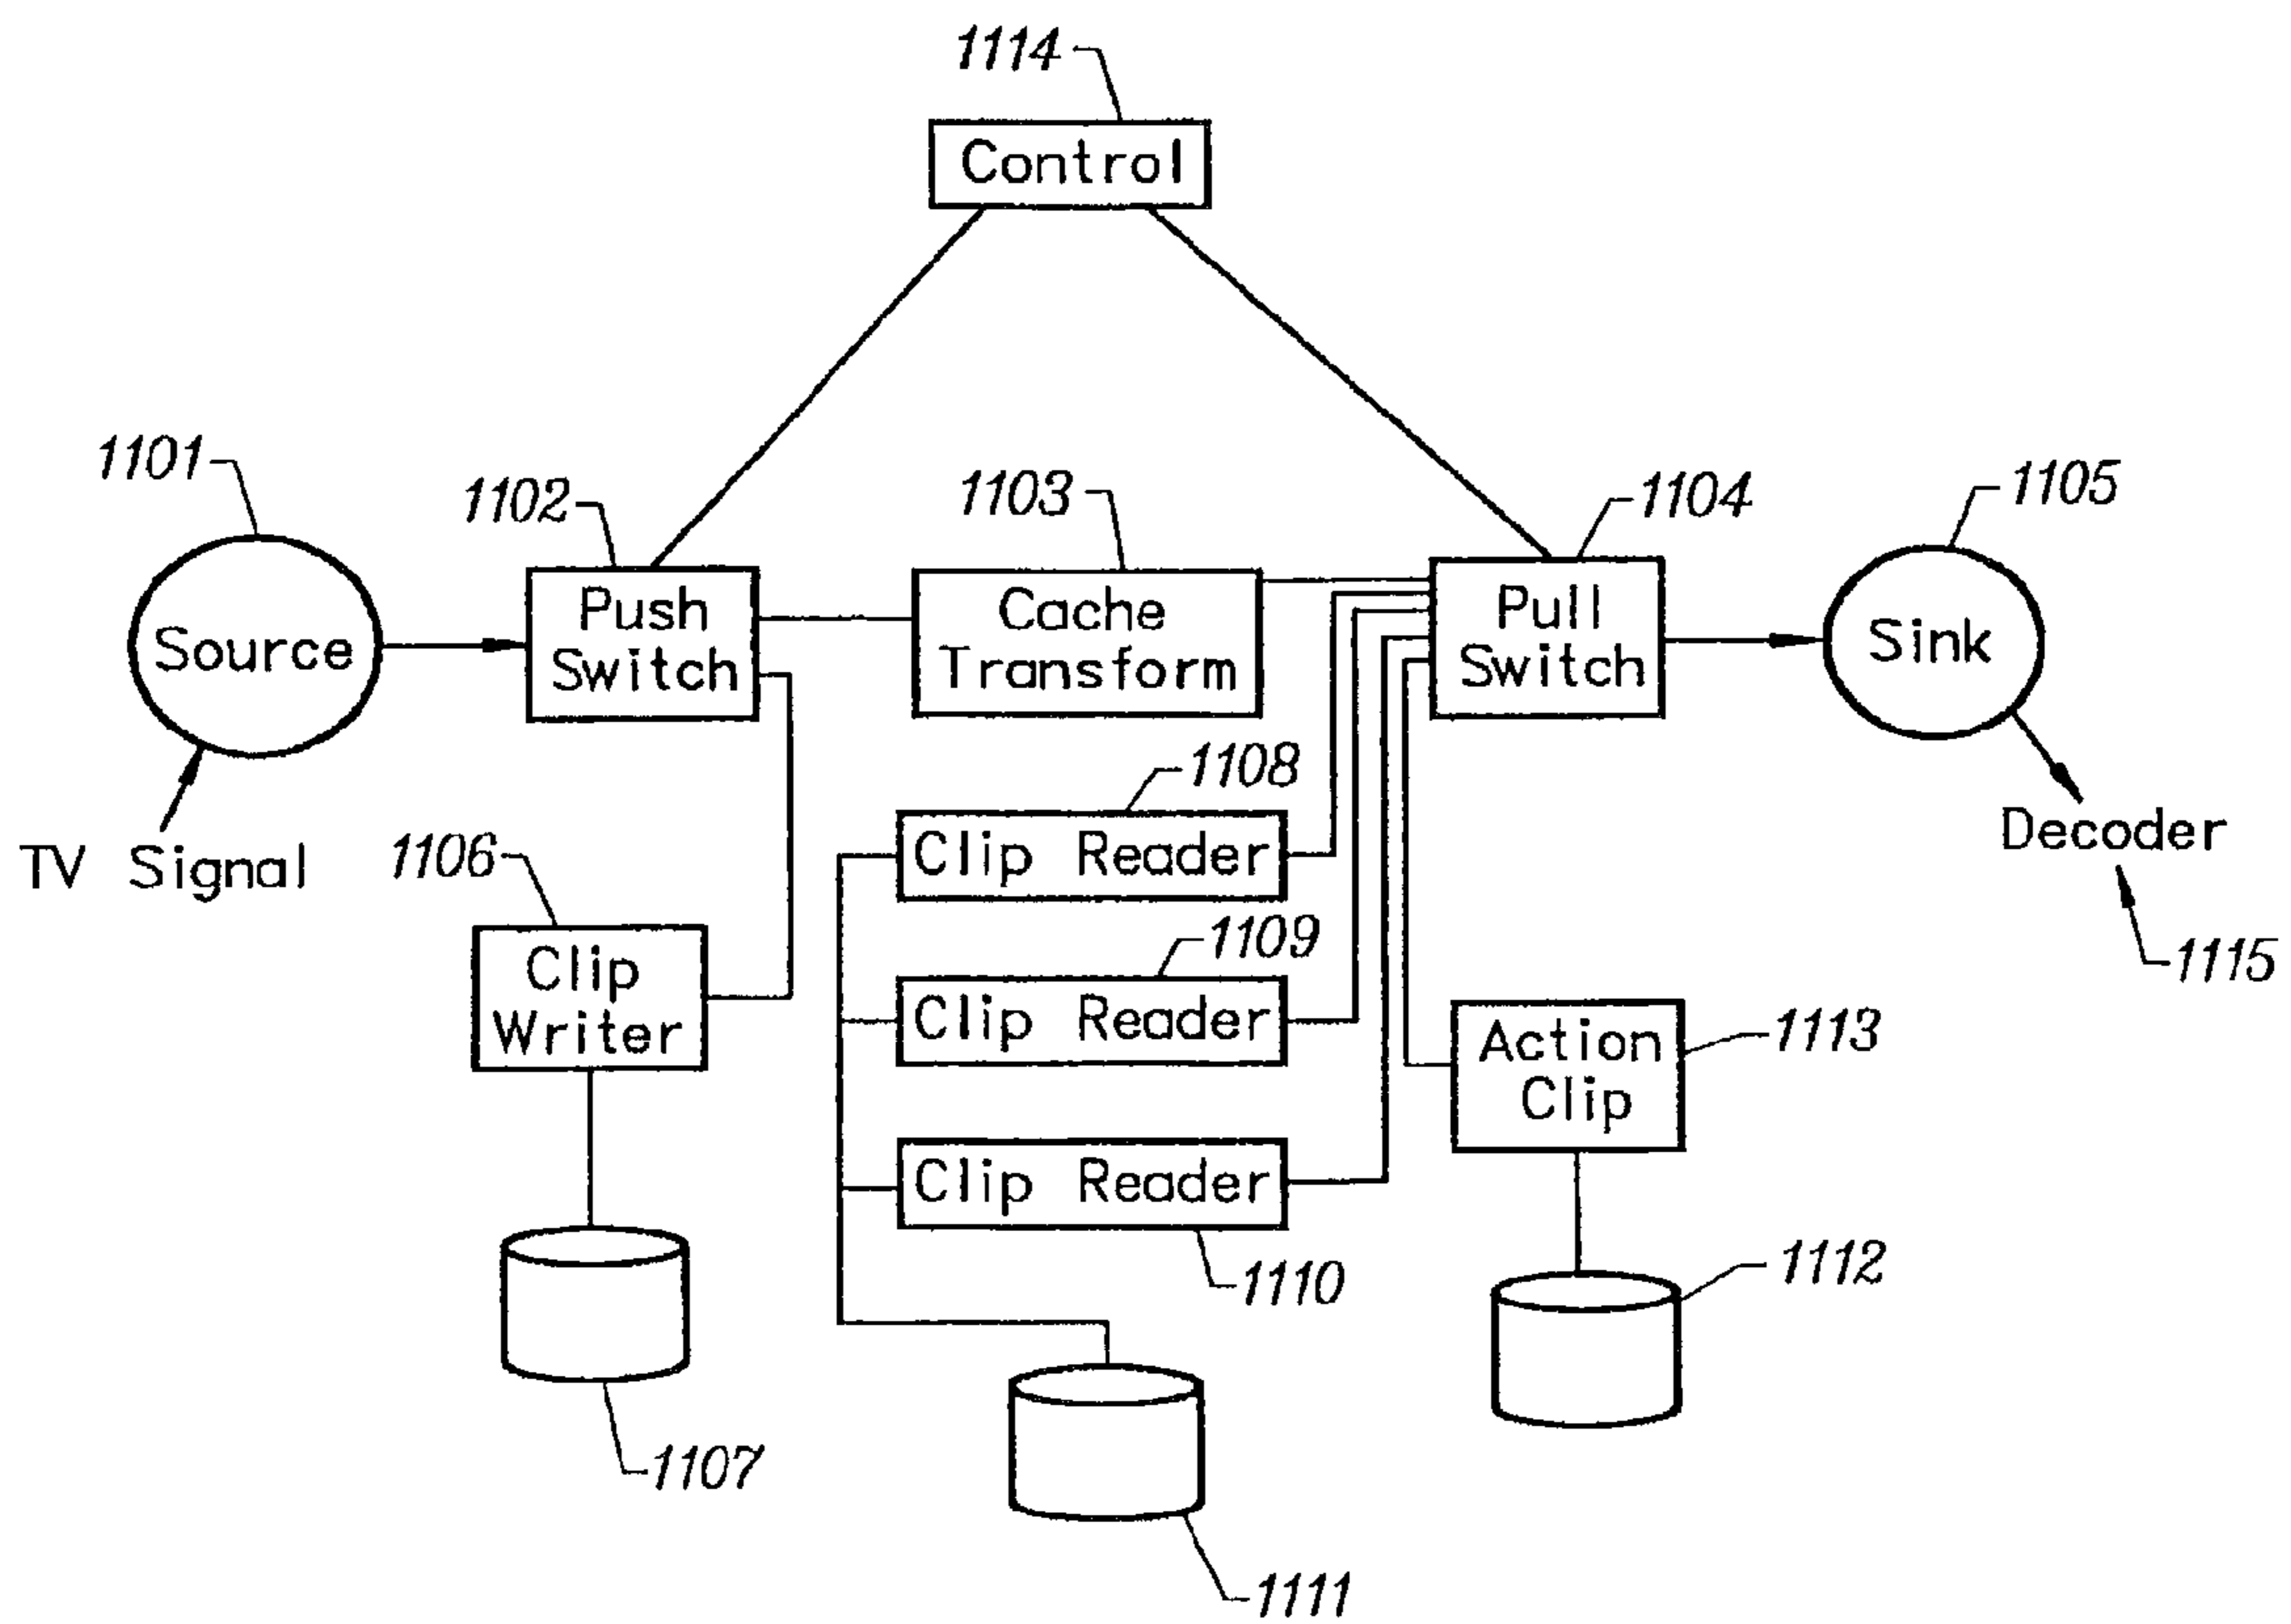 1114
Control
1101
1102
1103
1104
1105
Source
Push
Switch
Cache
Transform
Pull
Switch
Sink
TV Signal
1106
1108
Clip Reader
Decoder
1115
Clip
Writer
1109
Clip Reader
Action
Clip
1113
Clip Reader
1110
1112
1107
1111